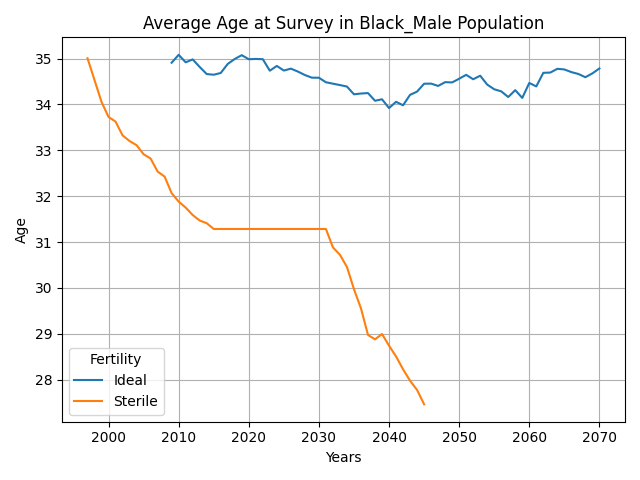 Average Age at Survey in Black_Male Population
35
34
33
32
31
30
29
28
Age
Fertility
Ideal
Sterile
2000 2010 2020 2030 2040 2050 2060 2070
Years